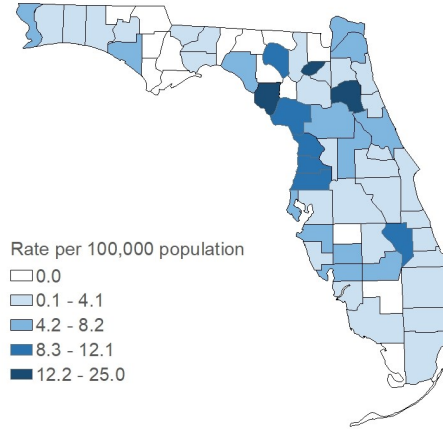 Rate per 100,000 population
0.0
0.1 - 4.1
4.2 - 8.2
8.3 - 12.1
12.2 - 25.0